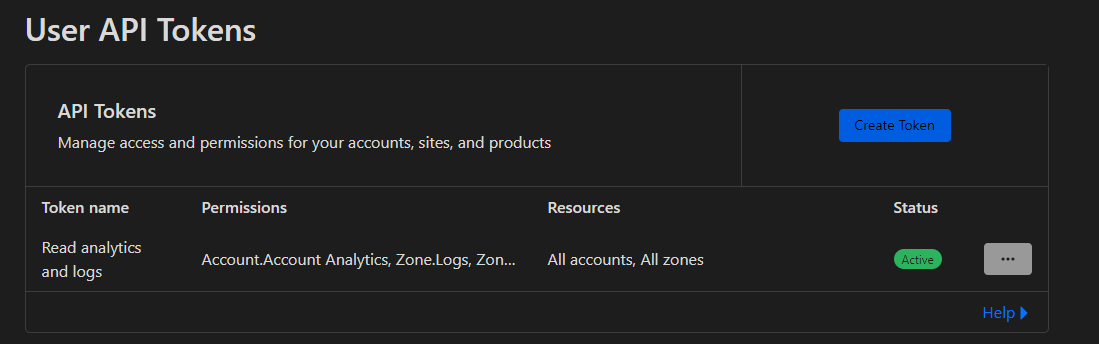 User API Tokens
API Tokens
Manage access and permissions for your accounts, sites, and products
Create Token
Token name Permissions Resources Status
Read analytics
and logs
Account.Account Analytics, Zone.Logs, Zon... All accounts, All zones Active ...
Help